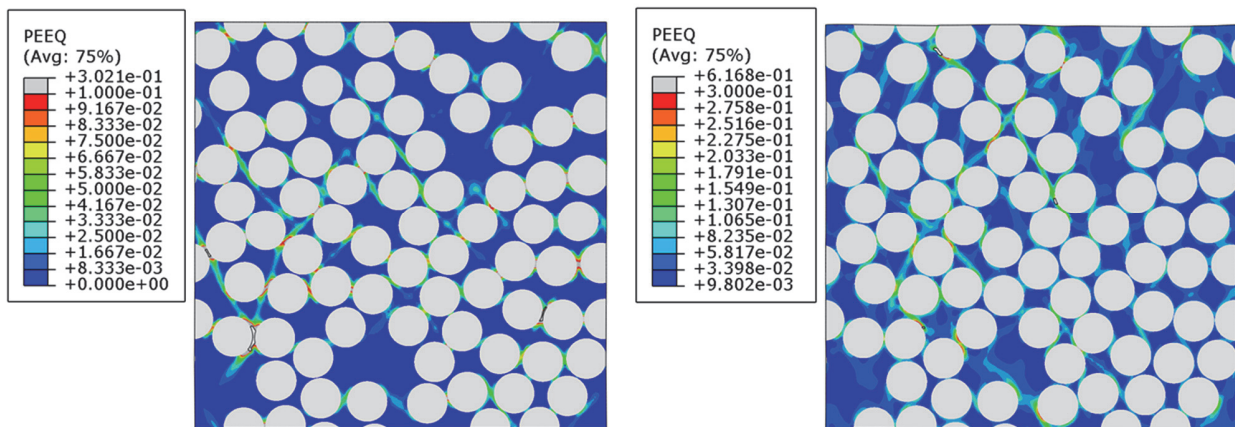 PEEQ
(Avg: 75%)
+3.021e-01
+1.000e-01
+9.167e-02
+8.333e-02
+7.500e-02
+6.667e-02
+5.833e-02
+5.000e-02
+4.167e-02
+3.333e-02
+2.500e-02
+1.667e-02
+8.333e-03
+0.000e+00
PEEQ
(Avg: 75%)
+6.168e-01
+3.000e-01
+2.758e-01
+2.516e-01
+2.275e-01
+2.033e-01
+1.791e-01
+1.549e-01
+1.307e-01
+1.065e-01
+8.235e-02
+5.817e-02
+3.398e-02
+9.802e-03